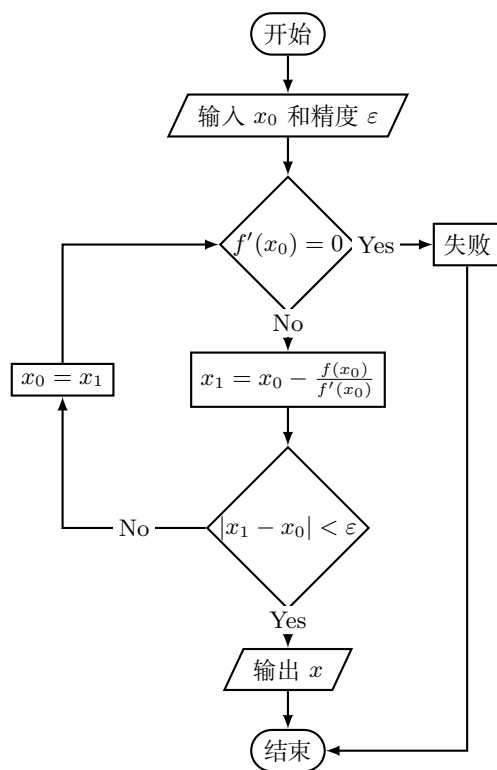 开始
输入 x₀ 和精度 ε
f′(x₀) = 0
Yes
失败
No
x₁ = x₀ − f(x₀)/f′(x₀)
x₀ = x₁
|x₁ − x₀| < ε
No
Yes
输出 x
结束